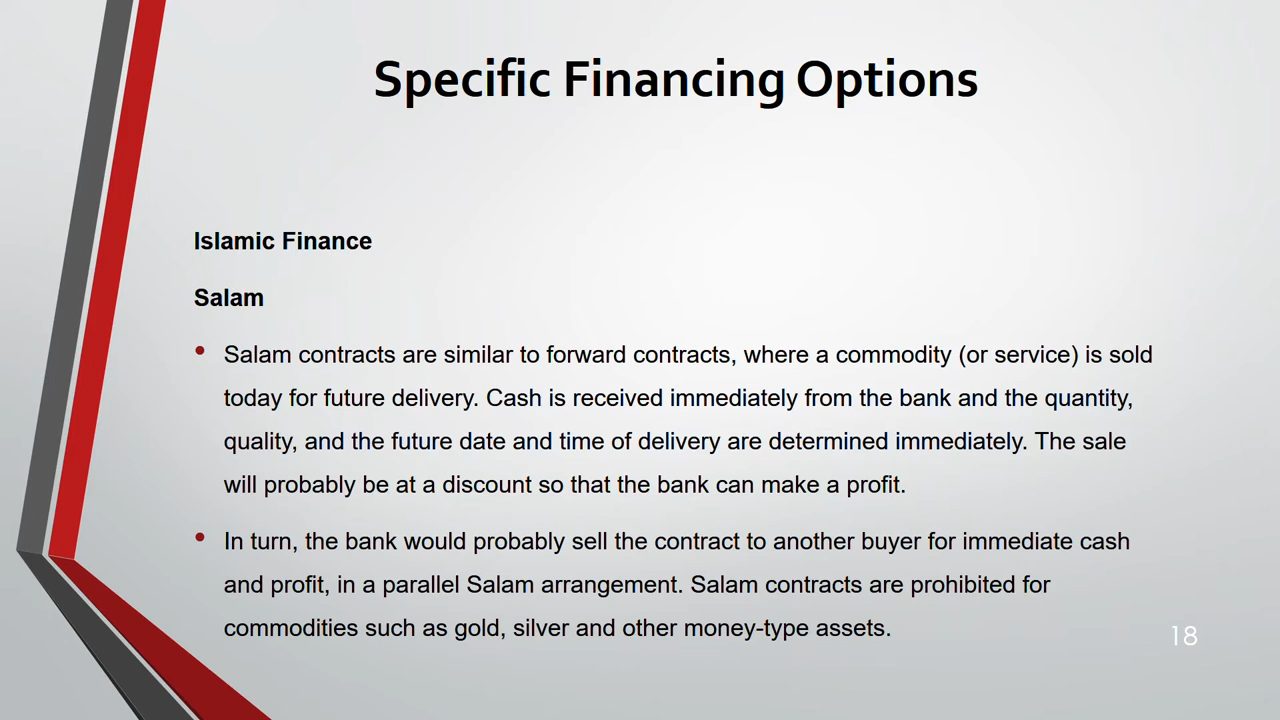 Specific Financing Options
Islamic Finance
Salam
• Salam contracts are similar to forward contracts, where a commodity (or service) is sold
today for future delivery. Cash is received immediately from the bank and the quantity,
quality, and the future date and time of delivery are determined immediately. The sale
will probably be at a discount so that the bank can make a profit.
• In turn, the bank would probably sell the contract to another buyer for immediate cash
and profit, in a parallel Salam arrangement. Salam contracts are prohibited for
commodities such as gold, silver and other money-type assets.
18